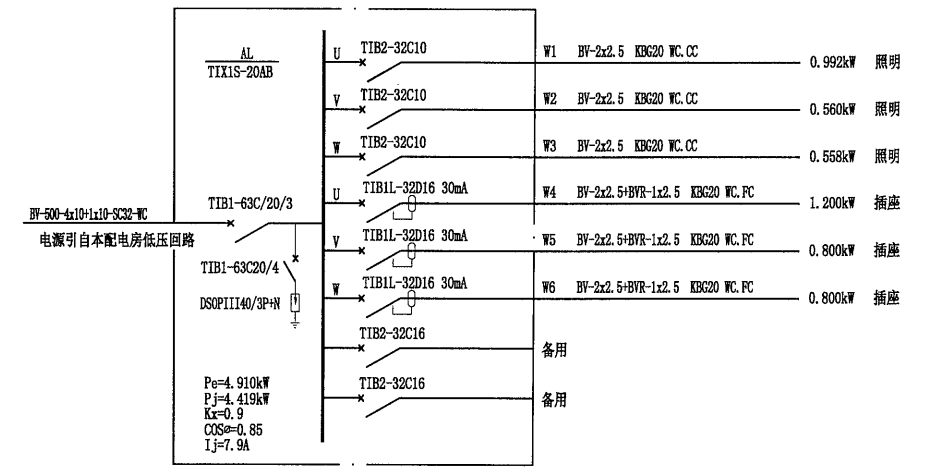 AL
TIX1S-20AB
U TIB2-32C10 W1 BV-2x2.5 KBG20 WC.CC 0.992kW 照明
V TIB2-32C10 W2 BV-2x2.5 KBG20 WC.CC 0.560kW 照明
W TIB2-32C10 W3 BV-2x2.5 KBG20 WC.CC 0.558kW 照明
U TIB1L-32D16 30mA W4 BV-2x2.5+BVR-1x2.5 KBG20 WC.FC 1.200kW 插座
V TIB1L-32D16 30mA W5 BV-2x2.5+BVR-1x2.5 KBG20 WC.FC 0.800kW 插座
W TIB1L-32D16 30mA W6 BV-2x2.5+BVR-1x2.5 KBG20 WC.FC 0.800kW 插座
TIB2-32C16 备用
TIB2-32C16 备用
BV-500-4x10+1x10-SC32-WC
电源引自本配电房低压回路
TIB1-63C/20/3
TIB1-63C20/4
DSOPIII40/3P+N
Pe=4.910kW
Pj=4.419kW
Kx=0.9
COSø=0.85
Ij=7.9A